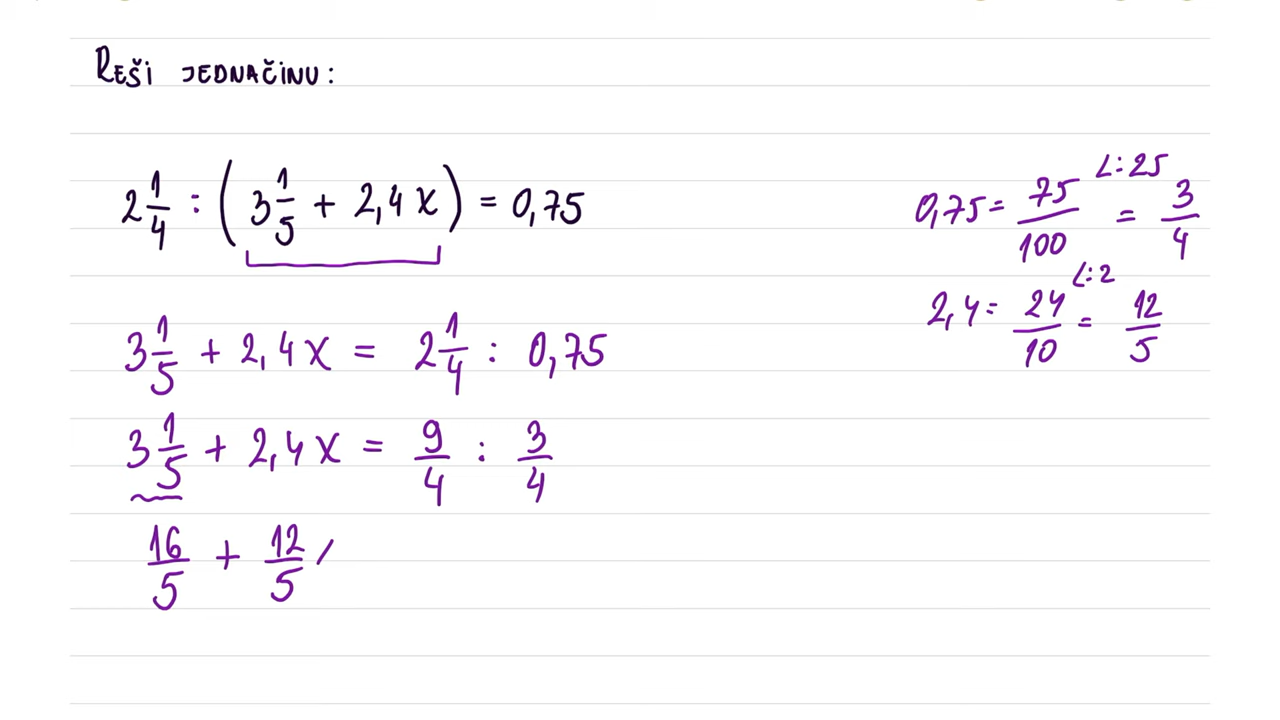 Reši jednačinu:
2 1/4 : (3 1/5 + 2,4 x) = 0,75
3 1/5 + 2,4 x = 2 1/4 : 0,75
3 1/5 + 2,4 x = 9/4 : 3/4
16/5 + 12/5
0,75 = 75/100 = 3/4
∠:25
2,4 = 24/10 = 12/5
∠:2